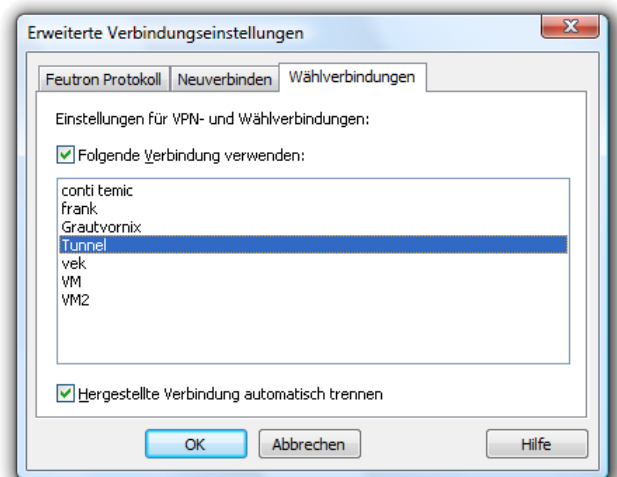 Erweiterte Verbindungseinstellungen
Feutron Protokoll Neuverbinden Wählverbindungen
Einstellungen für VPN- und Wählverbindungen:
Folgende Verbindung verwenden:
conti temic
frank
Grautvornix
Tunnel
vek
VM
VM2
Hergestellte Verbindung automatisch trennen
OK Abbrechen Hilfe